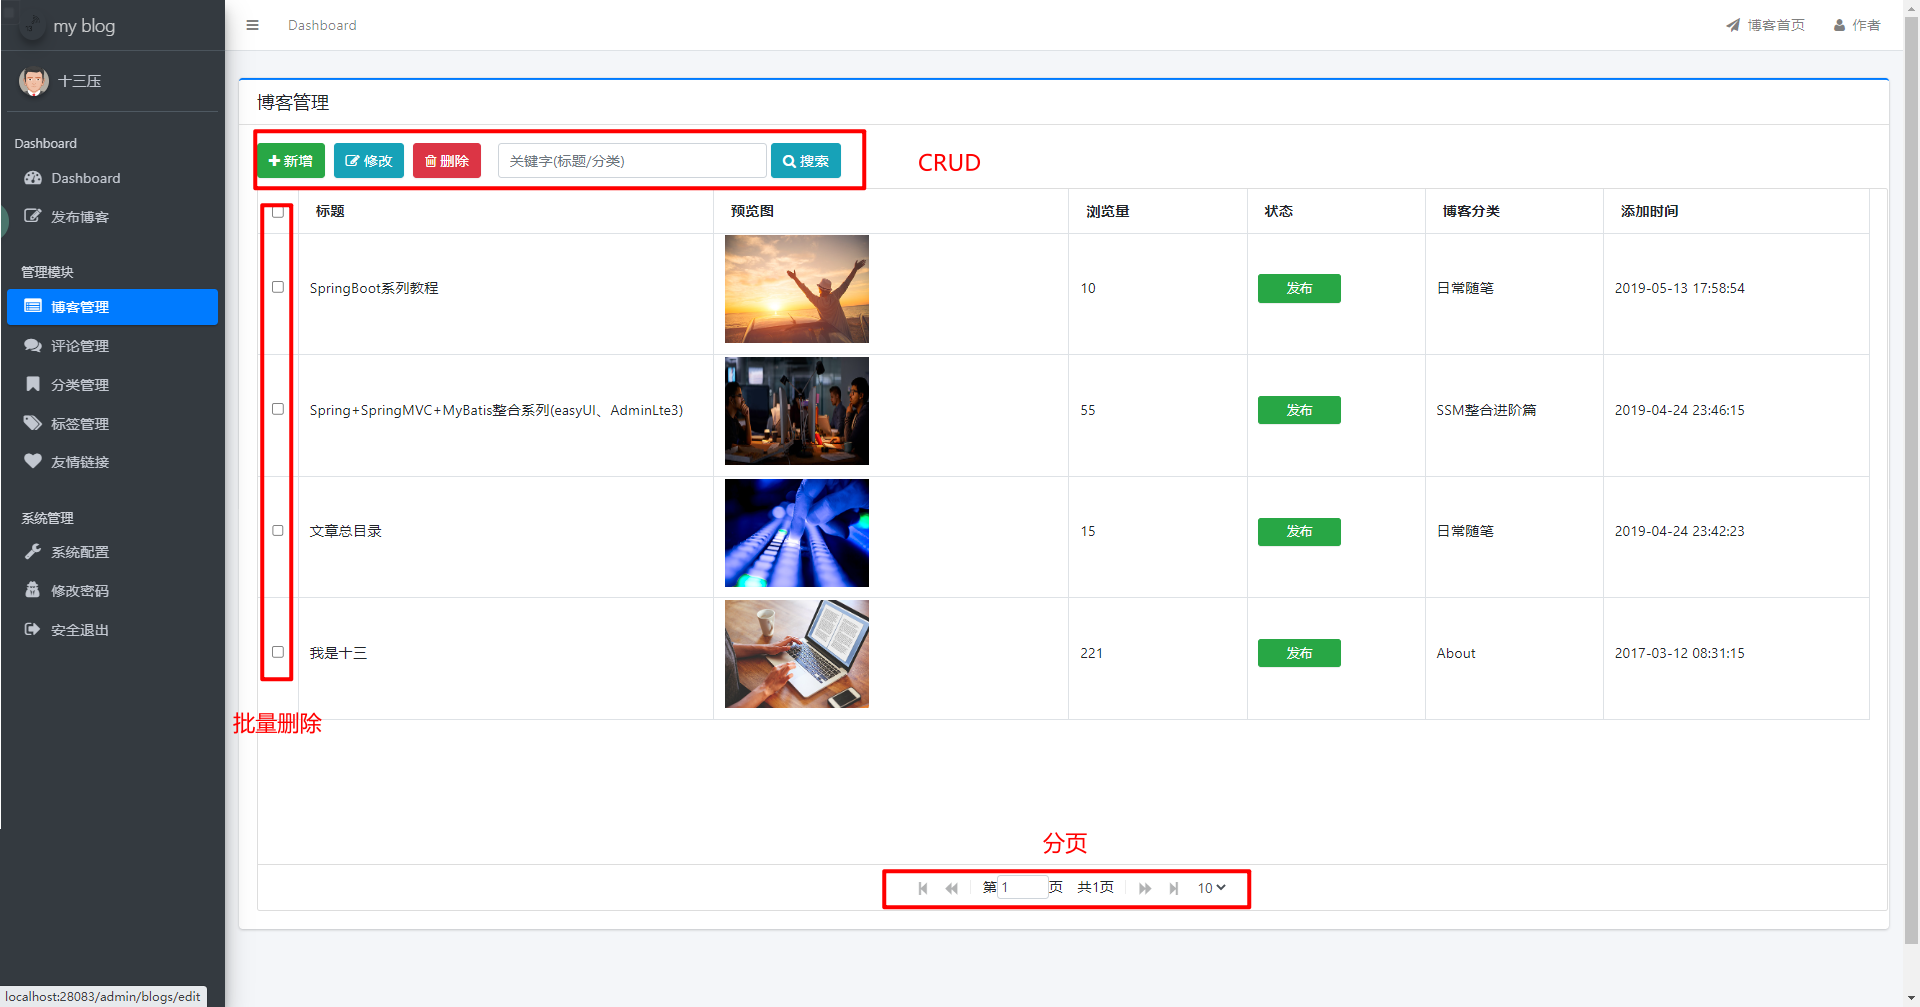 my blog
Dashboard
博客首页
作者
十三压
Dashboard
Dashboard
发布博客
管理模块
博客管理
评论管理
分类管理
标签管理
友情链接
系统管理
系统配置
修改密码
安全退出
博客管理
新增 修改 删除 关键字(标题/分类) 搜索
CRUD
标题 预览图 浏览量 状态 博客分类 添加时间
SpringBoot系列教程 10 发布 日常随笔 2019-05-13 17:58:54
Spring+SpringMVC+MyBatis整合系列(easyUI、AdminLte3) 55 发布 SSM整合进阶篇 2019-04-24 23:46:15
文章总目录 15 发布 日常随笔 2019-04-24 23:42:23
我是十三 221 发布 About 2017-03-12 08:31:15
批量删除
分页
第 1 页 共1页 10
localhost:28083/admin/blogs/edit